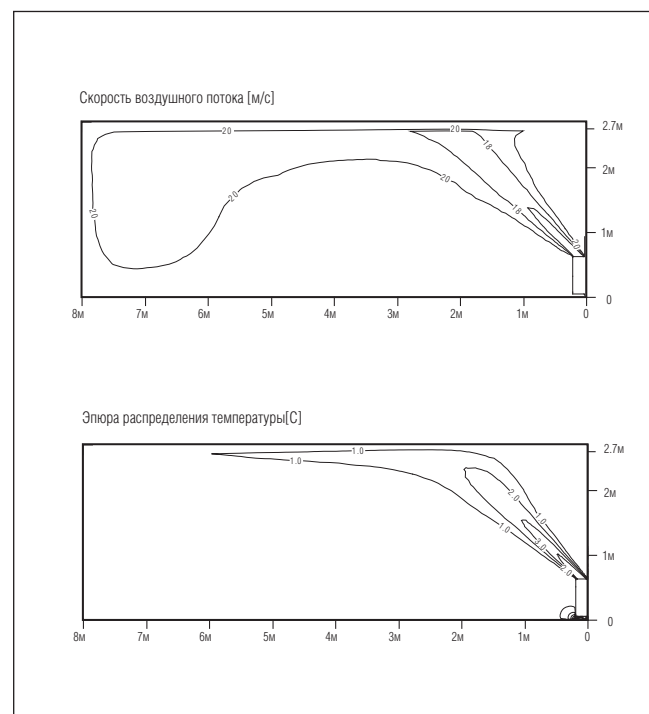 Скорость воздушного потока [м/с]
20
20
2.7м
18
2м
20
20
20
18
1м
20
0
8м 7м 6м 5м 4м 3м 2м 1м 0
Эпюра распределения температуры[С]
1.0
2.7м
1.0
2.0
2м
1.0
1.0
3.0
1м
2.0
0
8м 7м 6м 5м 4м 3м 2м 1м 0